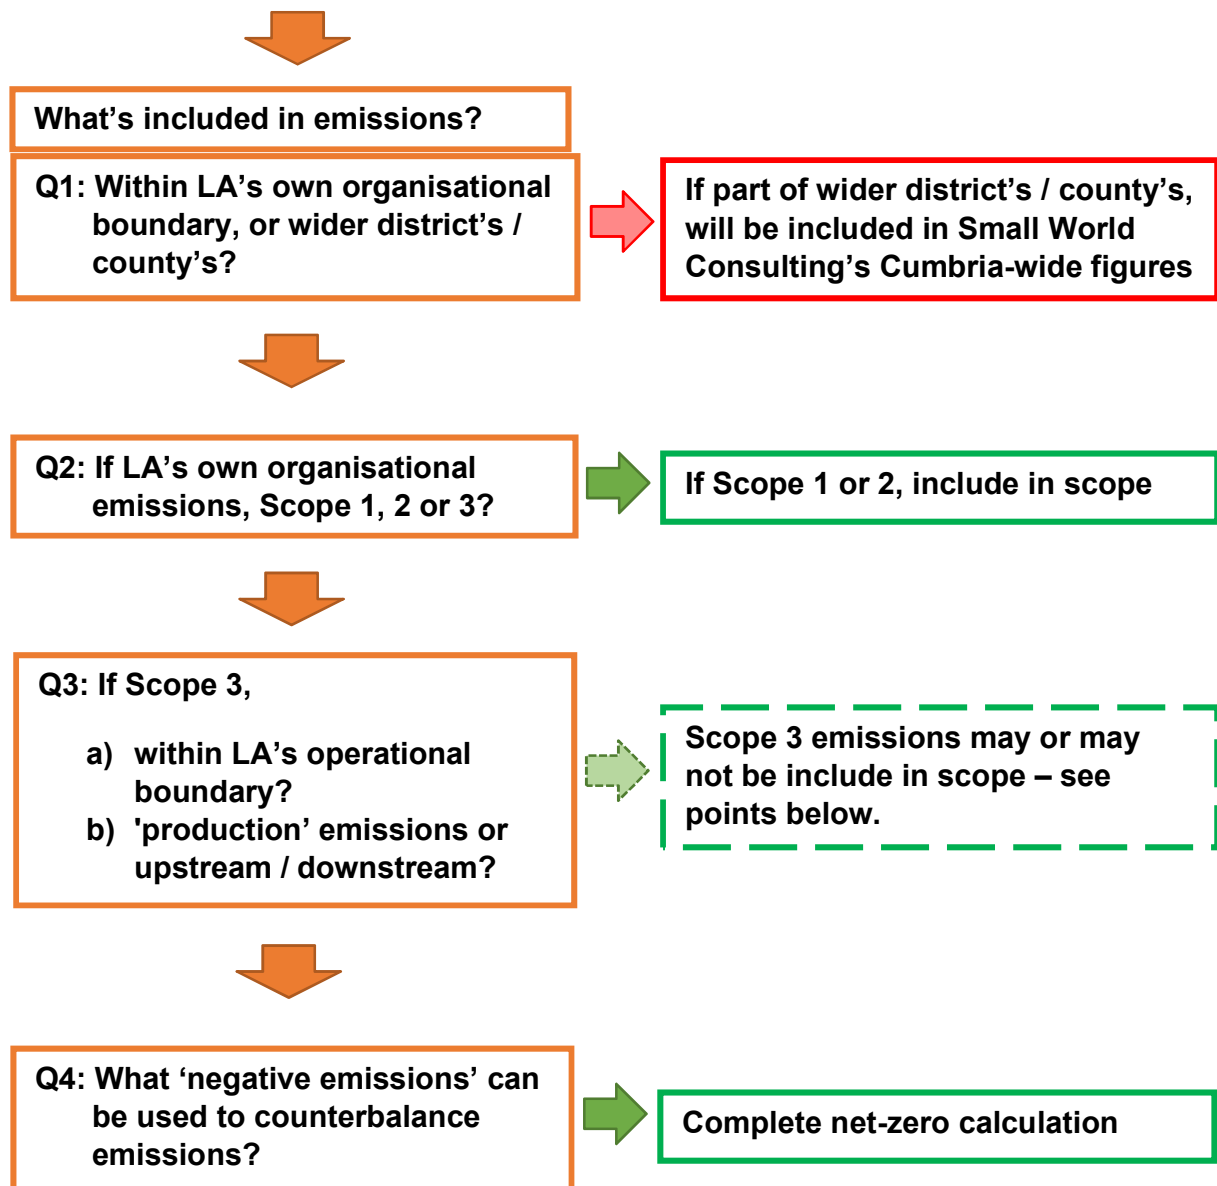 What’s included in emissions?
Q1: Within LA’s own organisational
boundary, or wider district’s /
county’s?
If part of wider district’s / county’s,
will be included in Small World
Consulting’s Cumbria-wide figures
Q2: If LA’s own organisational
emissions, Scope 1, 2 or 3?
If Scope 1 or 2, include in scope
Q3: If Scope 3,
a) within LA’s operational
boundary?
b) 'production’ emissions or
upstream / downstream?
Scope 3 emissions may or may
not be include in scope – see
points below.
Q4: What ‘negative emissions’ can
be used to counterbalance
emissions?
Complete net-zero calculation